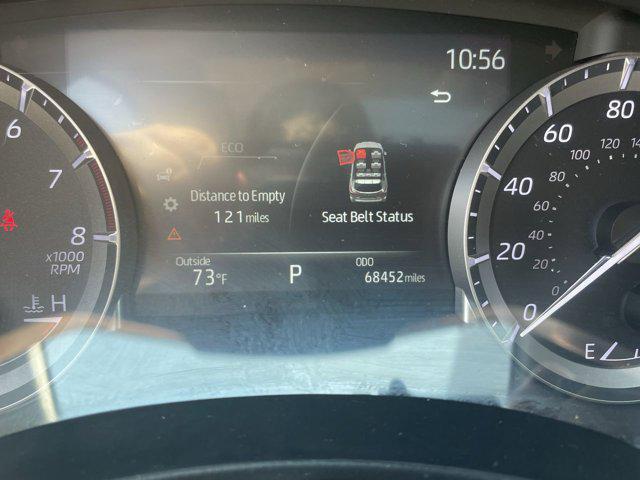 10:56
ECO
Distance to Empty
121 miles
Seat Belt Status
Outside
73°F
P
ODO
68452 miles
6
7
8
x1000
RPM
H
80
60
40
20
0
140
120
100
80
60
40
20
0
E